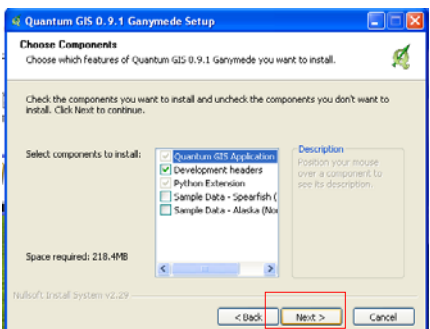 Quantum GIS 0.9.1 Ganymede Setup
Choose Components
Choose which features of Quantum GIS 0.9.1 Ganymede you want to install.
Check the components you want to install and uncheck the components you don't want to
install. Click Next to continue.
Select components to install:
Quantum GIS Application
Development headers
Python Extension
Sample Data - Spearfish (
Sample Data - Alaska (Nor
Description
Position your mouse
over a component to
see its description.
Space required: 218.4MB
Nullsoft Install System v2.29
< Back
Next >
Cancel